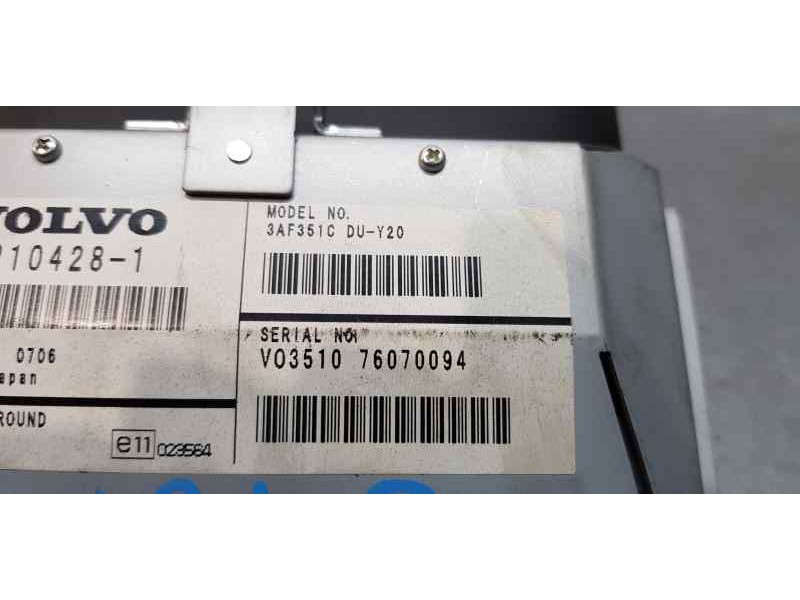 VOLVO
10428-1
0706
apan
ROUND
e11 023564
MODEL NO.
3AF351C DU-Y20
SERIAL NO.
VO3510 76070094